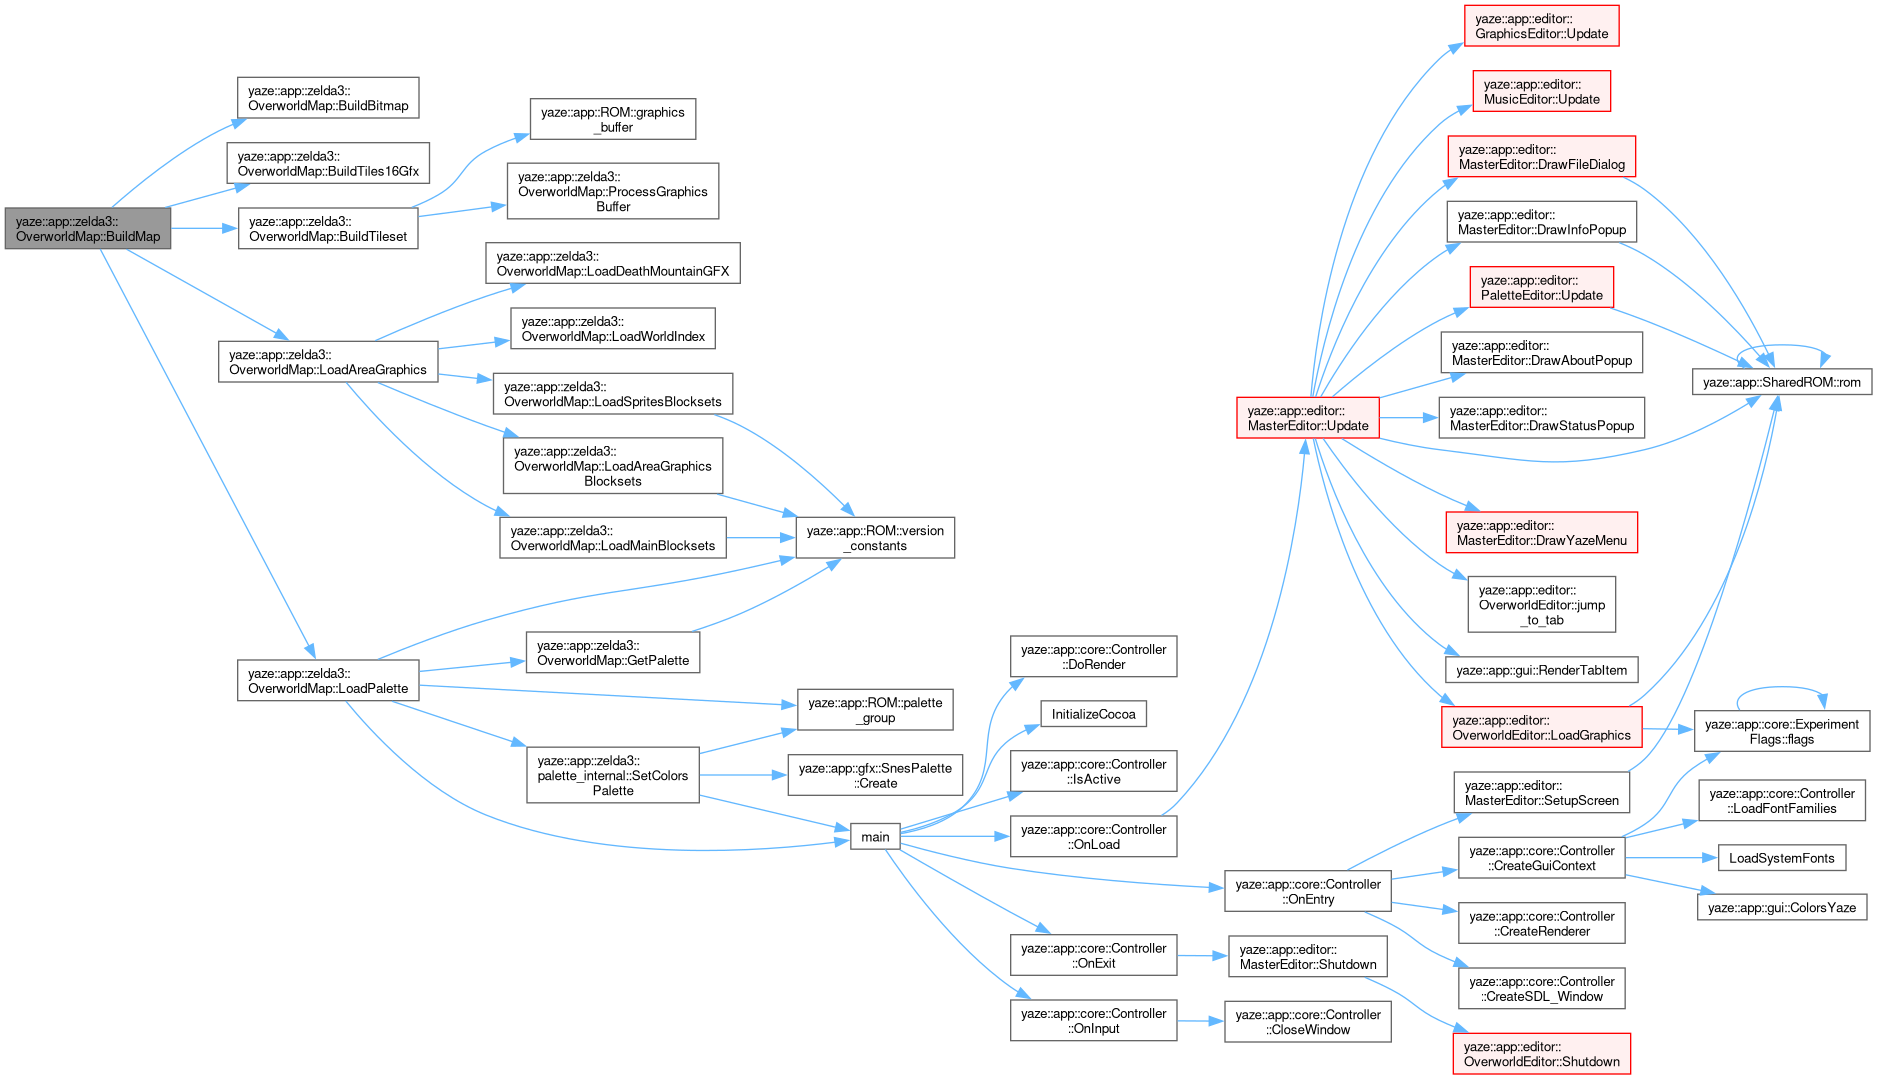 yaze::app::zelda3::
OverworldMap::BuildMap
yaze::app::zelda3::
OverworldMap::BuildBitmap
yaze::app::zelda3::
OverworldMap::BuildTiles16Gfx
yaze::app::zelda3::
OverworldMap::BuildTileset
yaze::app::zelda3::
OverworldMap::LoadAreaGraphics
yaze::app::zelda3::
OverworldMap::LoadPalette
yaze::app::ROM::graphics
_buffer
yaze::app::zelda3::
OverworldMap::ProcessGraphics
Buffer
yaze::app::zelda3::
OverworldMap::LoadDeathMountainGFX
yaze::app::zelda3::
OverworldMap::LoadWorldIndex
yaze::app::zelda3::
OverworldMap::LoadSpritesBlocksets
yaze::app::zelda3::
OverworldMap::LoadAreaGraphics
Blocksets
yaze::app::zelda3::
OverworldMap::LoadMainBlocksets
yaze::app::zelda3::
OverworldMap::GetPalette
yaze::app::zelda3::
palette_internal::SetColors
Palette
yaze::app::ROM::version
_constants
yaze::app::ROM::palette
_group
yaze::app::gfx::SnesPalette
::Create
main
yaze::app::core::Controller
::DoRender
InitializeCocoa
yaze::app::core::Controller
::IsActive
yaze::app::core::Controller
::OnLoad
yaze::app::core::Controller
::OnExit
yaze::app::core::Controller
::OnInput
yaze::app::editor::
MasterEditor::Update
yaze::app::core::Controller
::OnEntry
yaze::app::editor::
MasterEditor::Shutdown
yaze::app::core::Controller
::CloseWindow
yaze::app::editor::
GraphicsEditor::Update
yaze::app::editor::
MusicEditor::Update
yaze::app::editor::
MasterEditor::DrawFileDialog
yaze::app::editor::
MasterEditor::DrawInfoPopup
yaze::app::editor::
PaletteEditor::Update
yaze::app::editor::
MasterEditor::DrawAboutPopup
yaze::app::editor::
MasterEditor::DrawStatusPopup
yaze::app::editor::
MasterEditor::DrawYazeMenu
yaze::app::editor::
OverworldEditor::jump
_to_tab
yaze::app::gui::RenderTabItem
yaze::app::editor::
OverworldEditor::LoadGraphics
yaze::app::editor::
MasterEditor::SetupScreen
yaze::app::core::Controller
::CreateGuiContext
yaze::app::core::Controller
::CreateRenderer
yaze::app::core::Controller
::CreateSDL_Window
yaze::app::editor::
OverworldEditor::Shutdown
yaze::app::SharedROM::rom
yaze::app::core::Experiment
Flags::flags
yaze::app::core::Controller
::LoadFontFamilies
LoadSystemFonts
yaze::app::gui::ColorsYaze